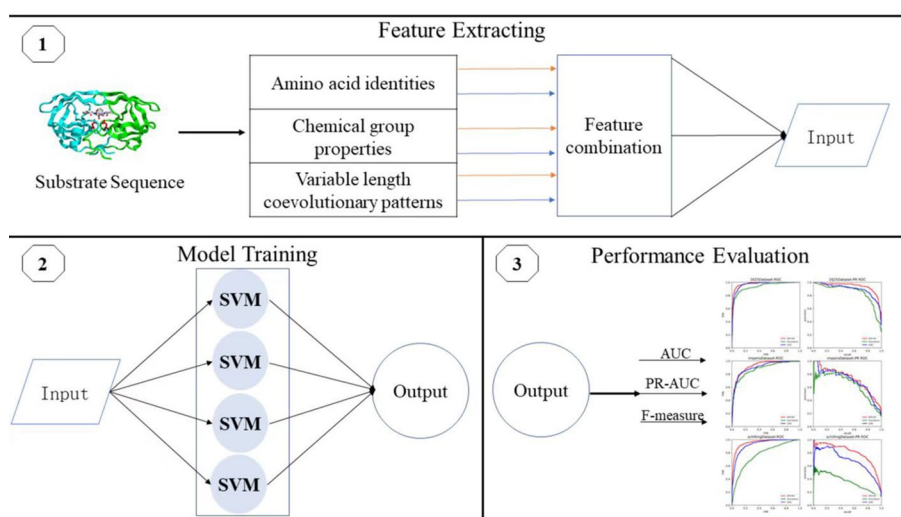 1
Feature Extracting
Substrate Sequence
Amino acid identities
Chemical group
properties
Variable length
coevolutionary patterns
Feature
combination
Input
2
Model Training
Input
SVM
SVM
SVM
SVM
Output
3
Performance Evaluation
Output
AUC
PR-AUC
F-measure